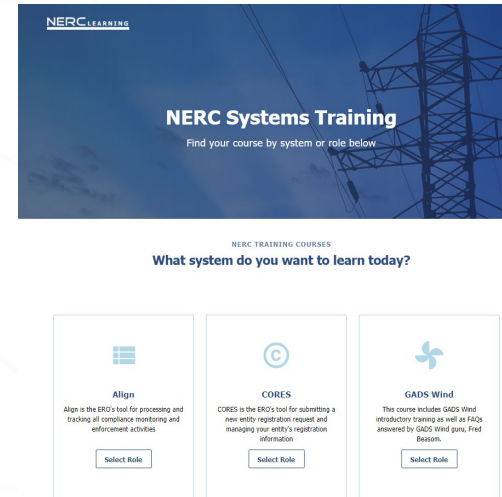 NERC LEARNING
NERC Systems Training
Find your course by system or role below
NERC TRAINING COURSES
What system do you want to learn today?
Align
Align is the ERO's tool for processing and
tracking all compliance monitoring and
enforcement activities
Select Role
C
CORES
CORES is the ERO's tool for submitting a
new entity registration request and
managing your entity's registration
information
Select Role
GADS Wind
This course includes GADS Wind
introductory training as well as FAQs
answered by GADS Wind guru, Fred
Beasom.
Select Role